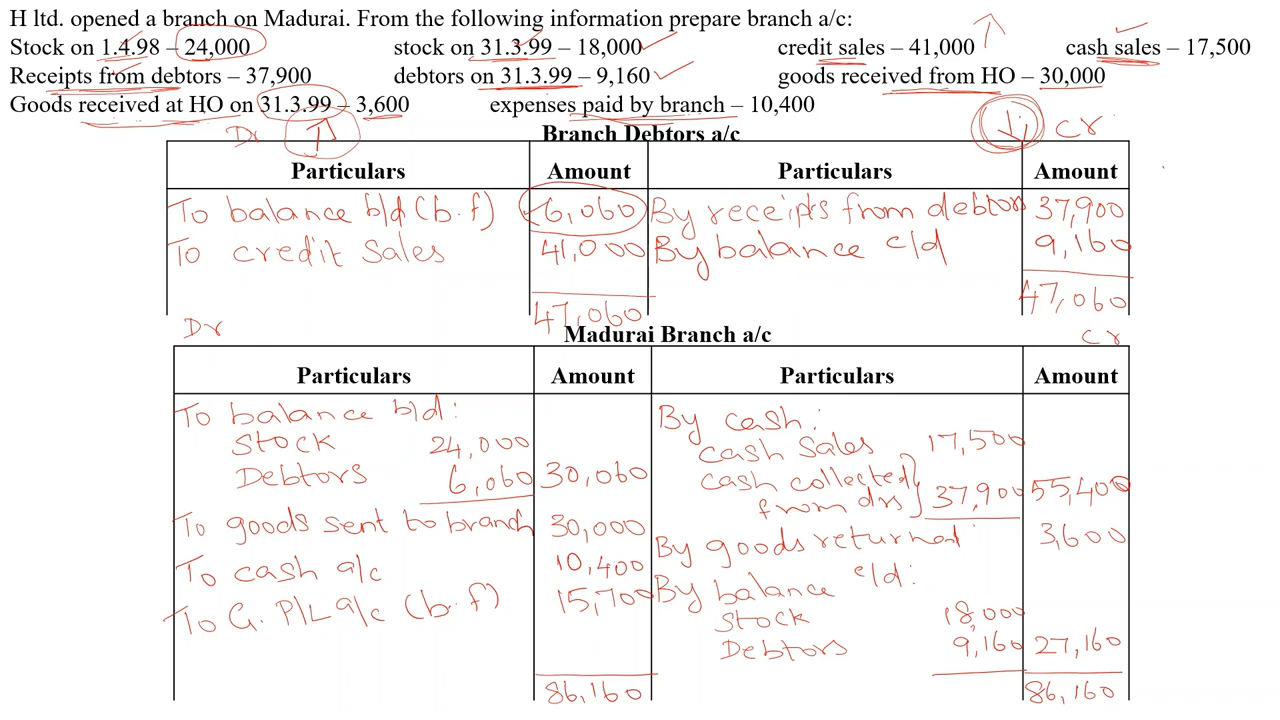 H ltd. opened a branch on Madurai. From the following information prepare branch a/c:
Stock on 1.4.98 – 24,000 stock on 31.3.99 – 18,000 credit sales – 41,000 cash sales – 17,500
Receipts from debtors – 37,900 debtors on 31.3.99 – 9,160 goods received from HO – 30,000
Goods received at HO on 31.3.99 – 3,600 expenses paid by branch – 10,400
Dr Branch Debtors a/c Cr
Particulars Amount Particulars Amount
To balance b/d (b.f) 6,060 By receipts from debtors 37,900
To credit sales 41,000 By balance c/d 9,160
47,060 47,060
Dr Madurai Branch a/c Cr
Particulars Amount Particulars Amount
To balance b/d: By cash:
Stock 24,000 Cash sales 17,500
Debtors 6,060 30,060 Cash collected from drs 37,900 55,400
To goods sent to branch 30,000 By goods returned 3,600
To cash a/c 10,400 By balance c/d:
To G. P/L a/c (b.f) 15,700 Stock 18,000
Debtors 9,160 27,160
86,160 86,160